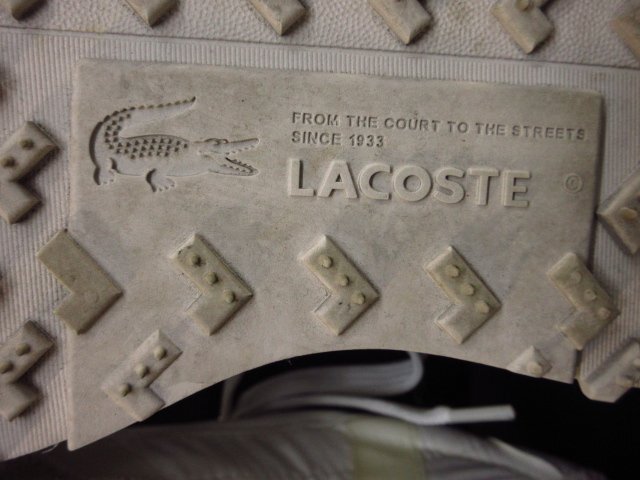 FROM THE COURT TO THE STREETS
SINCE 1933
LACOSTE ©